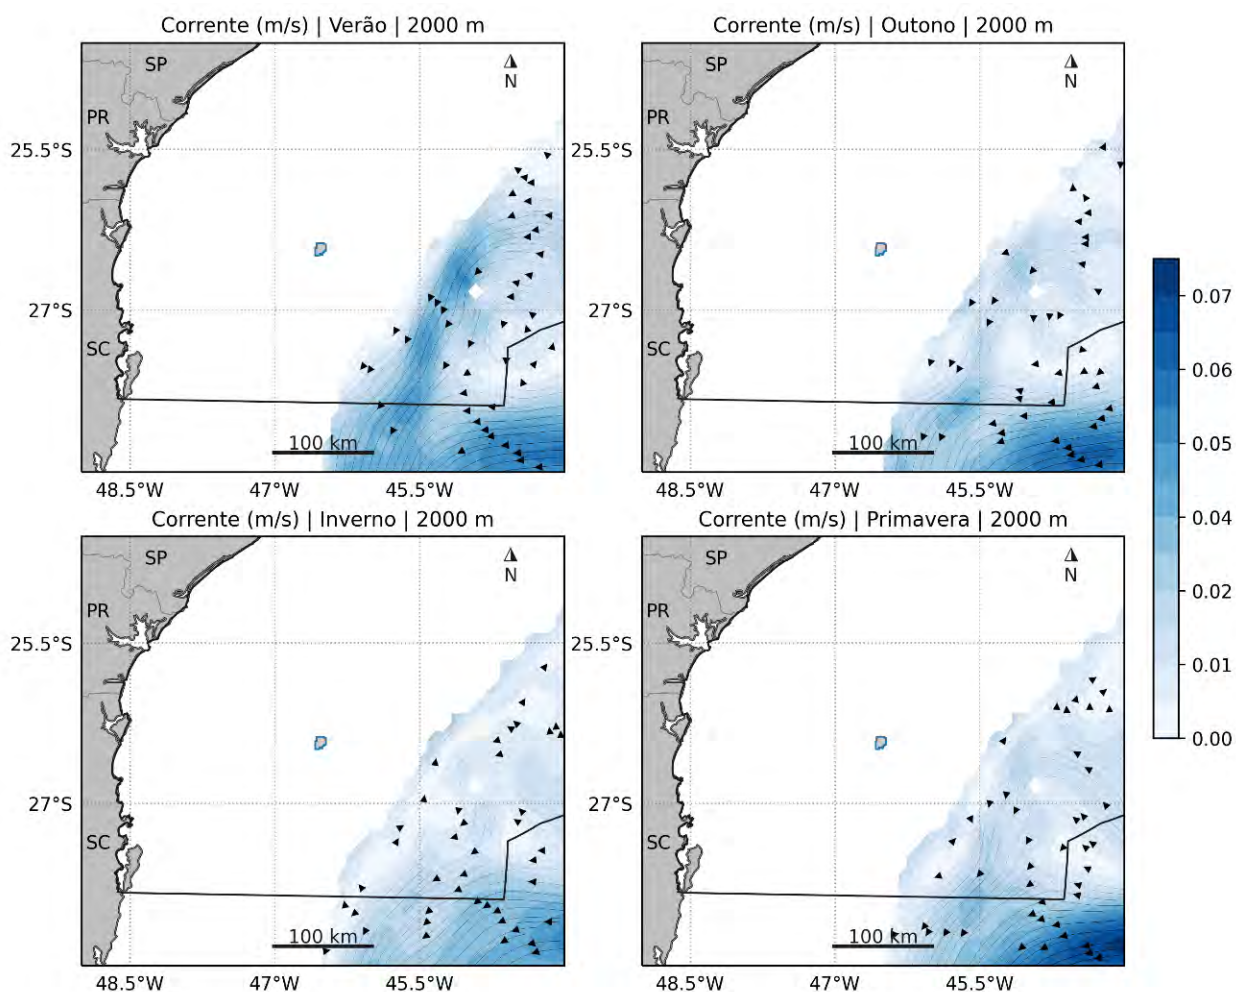 Corrente (m/s) | Verão | 2000 m
Corrente (m/s) | Outono | 2000 m
SP
N
PR
25.5°S
27°S
SC
100 km
48.5°W
47°W
45.5°W
SP
N
PR
25.5°S
27°S
SC
100 km
48.5°W
47°W
45.5°W
Corrente (m/s) | Inverno | 2000 m
Corrente (m/s) | Primavera | 2000 m
SP
N
PR
25.5°S
27°S
SC
100 km
48.5°W
47°W
45.5°W
SP
N
PR
25.5°S
27°S
SC
100 km
48.5°W
47°W
45.5°W
0.07
0.06
0.05
0.04
0.02
0.01
0.00